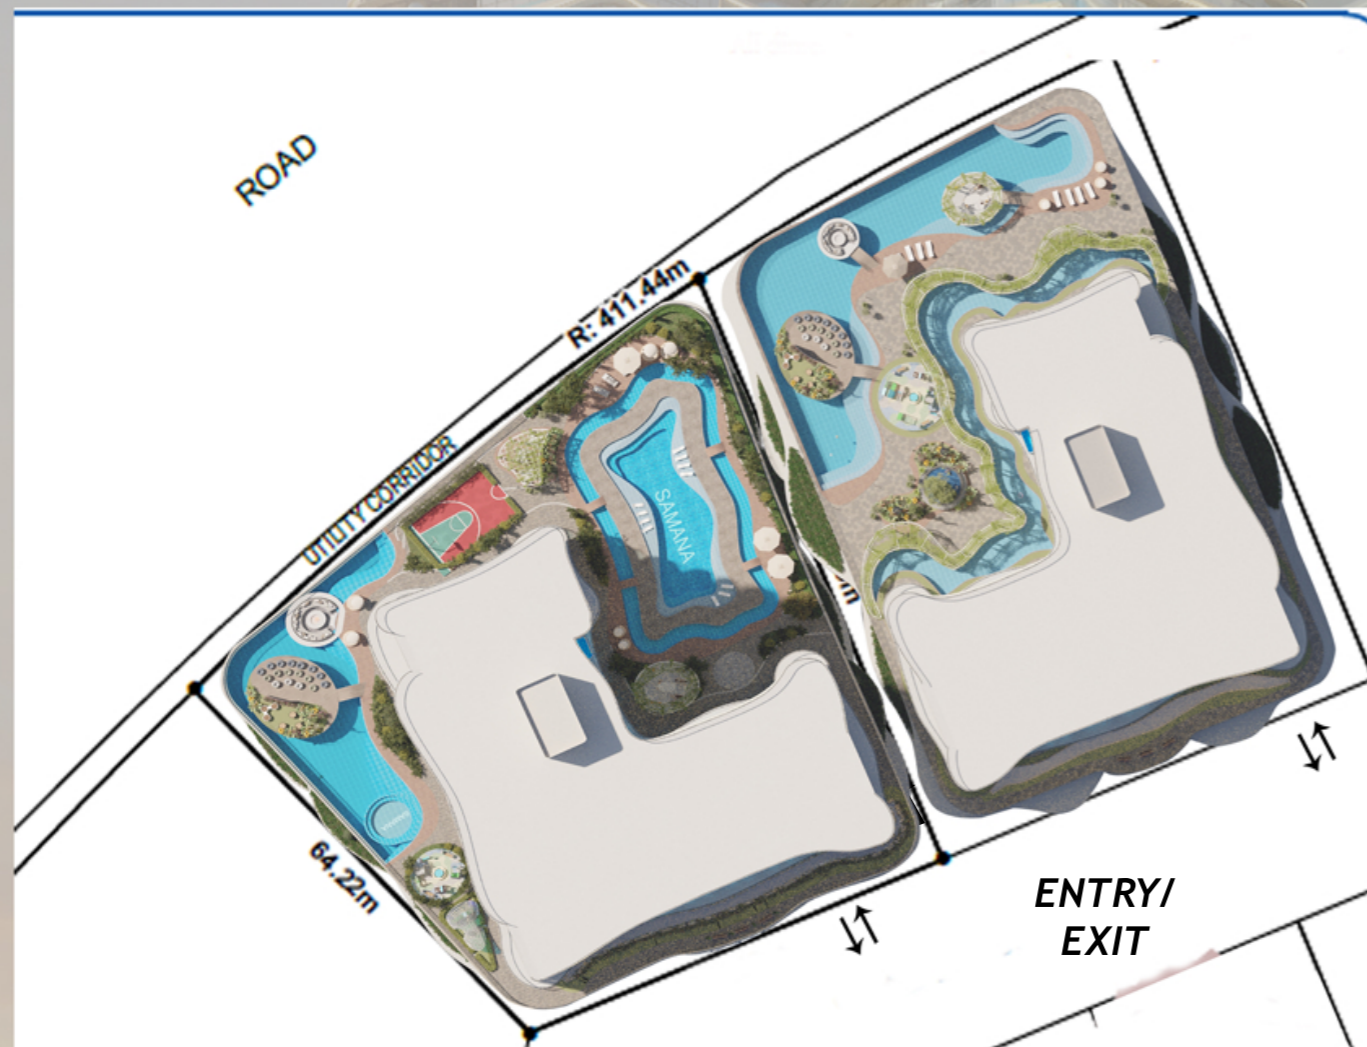 ROAD
R: 411.44m
UTILITY CORRIDOR
SAMANA
64.22m
ENTRY/
EXIT